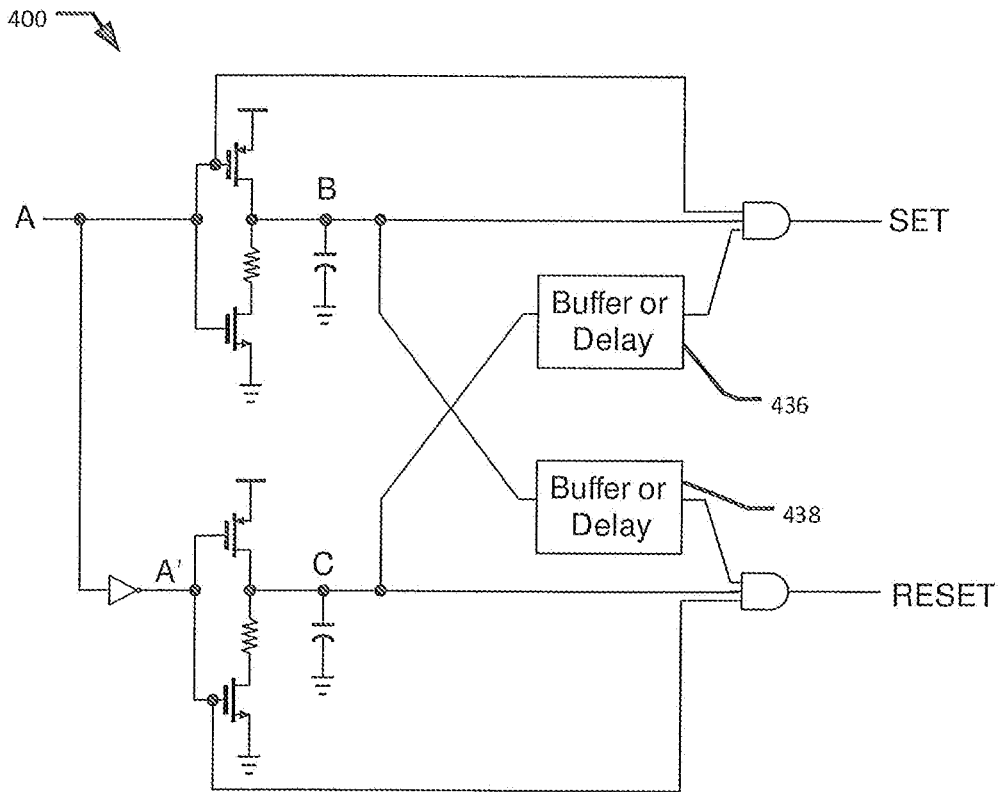 400
B
A
SET
Buffer or
Delay
436
Buffer or
Delay
438
C
A'
RESET